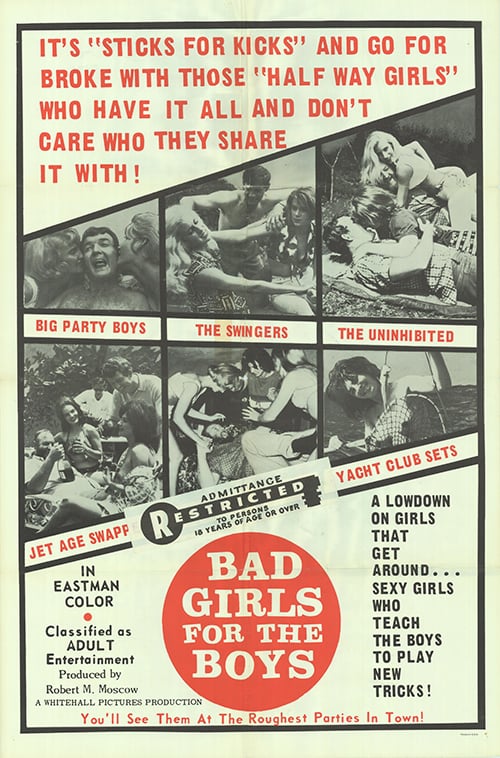 IT'S "STICKS FOR KICKS" AND GO FOR
BROKE WITH THOSE "HALF WAY GIRLS"
WHO HAVE IT ALL AND DON'T
CARE WHO THEY SHARE
IT WITH!
BIG PARTY BOYS
THE SWINGERS
THE UNINHIBITED
JET AGE SWAPP
ADMITTANCE
RESTRICTED
TO PERSONS
18 YEARS OF AGE OR OVER
YACHT CLUB SETS
IN
EASTMAN
COLOR
Classified as
ADULT
Entertainment
Produced by
Robert M. Moscow
A WHITEHALL PICTURES PRODUCTION
BAD
GIRLS
FOR THE
BOYS
A LOWDOWN
ON GIRLS
THAT
GET
AROUND...
SEXY GIRLS
WHO
TEACH
THE BOYS
TO PLAY
NEW
TRICKS!
You'll See Them At The Roughest Parties In Town!